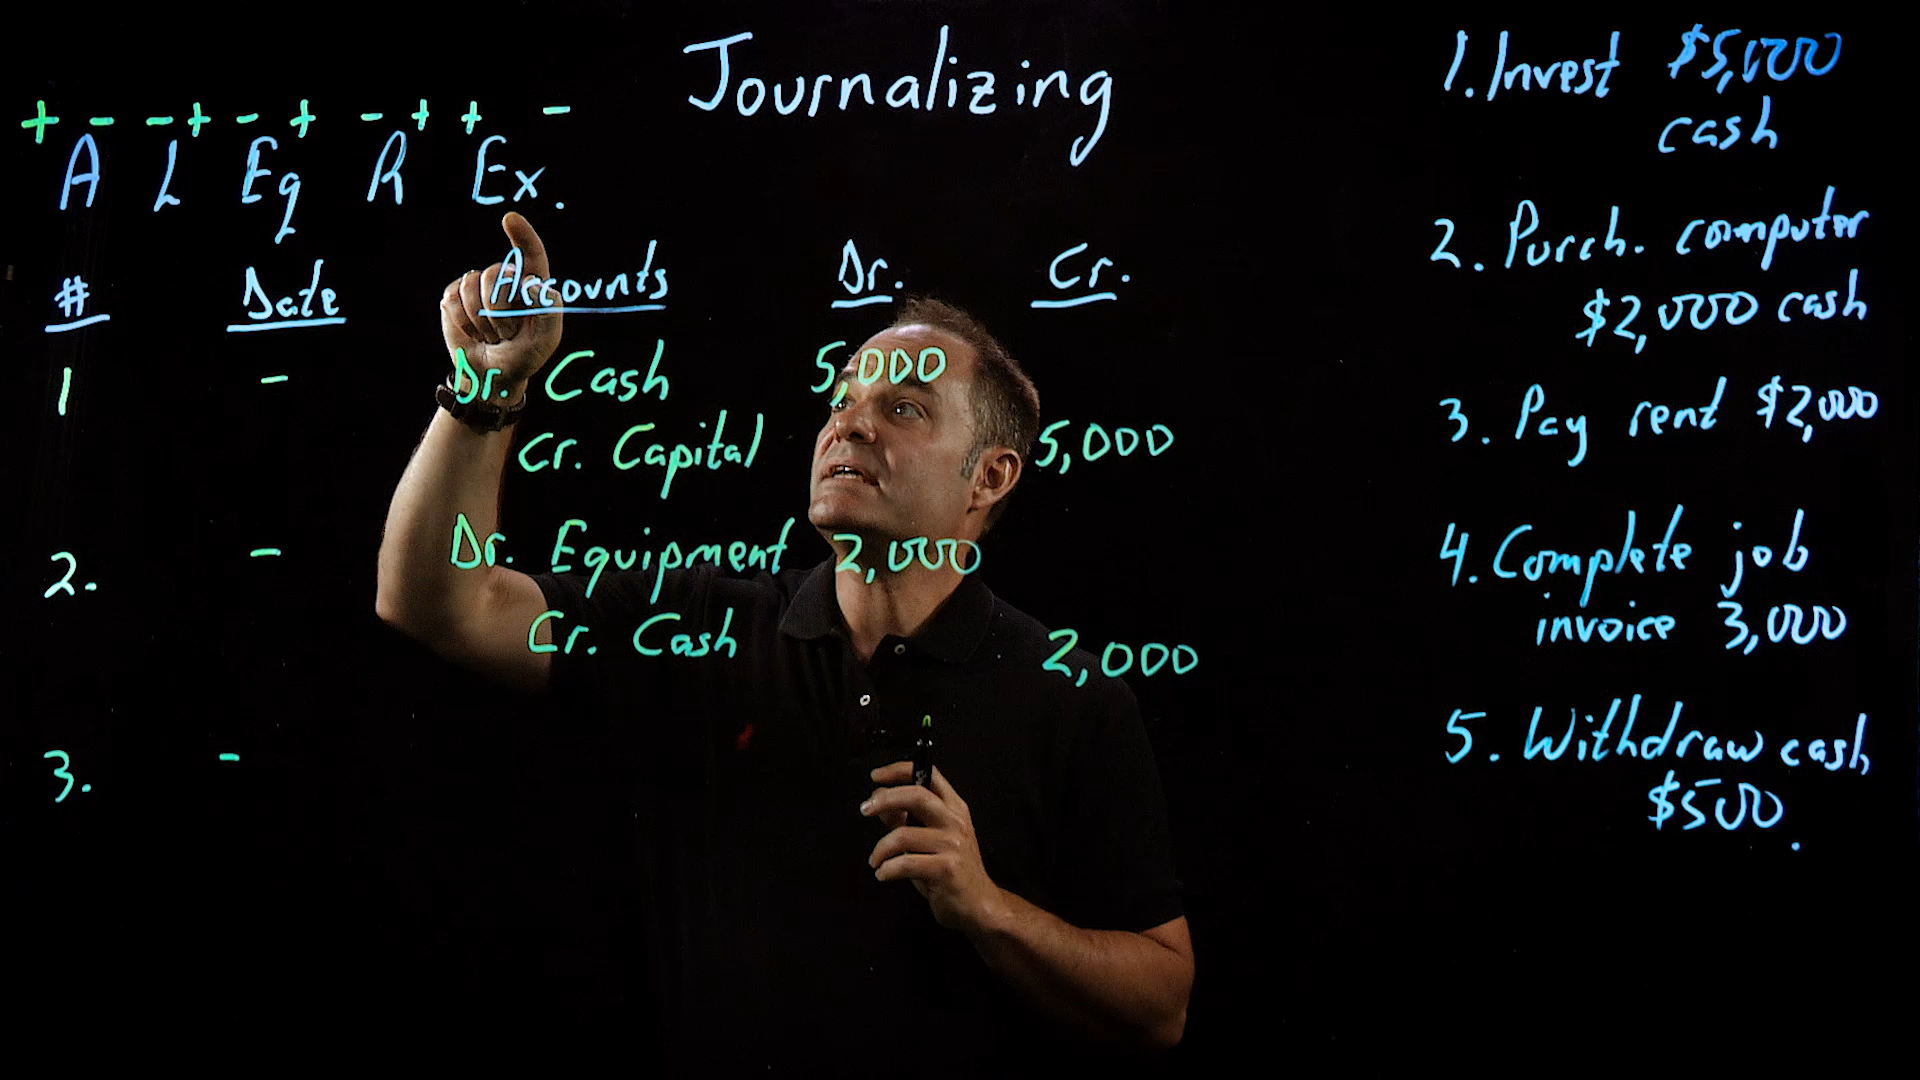 Journalizing
+ - - + - + - + + -
A L Eq R Ex.
# Date Accounts Dr. Cr.
1 - Dr. Cash 5,000
Cr. Capital 5,000
2. - Dr. Equipment 2,000
Cr. Cash 2,000
3. -
1. Invest $5,000
cash
2. Purch. computer
$2,000 cash
3. Pay rent $2,000
4. Complete job
invoice 3,000
5. Withdraw cash
$500.